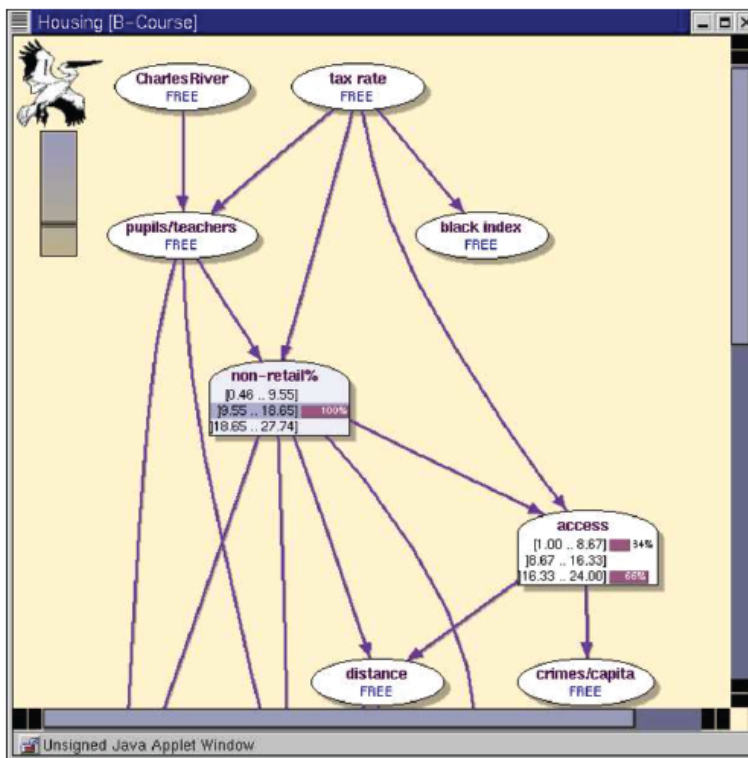 Housing [B-Course]
CharlesRiver
FREE
tax rate
FREE
pupils/teachers
FREE
black index
FREE
non-retail%
[0.46 .. 9.55]
]9.55 .. 18.65] 100%
]18.65 .. 27.74]
access
[1.00 .. 8.67] 34%
]8.67 .. 16.33]
]16.33 .. 24.00] 66%
distance
FREE
crimes/capita
FREE
Unsigned Java Applet Window